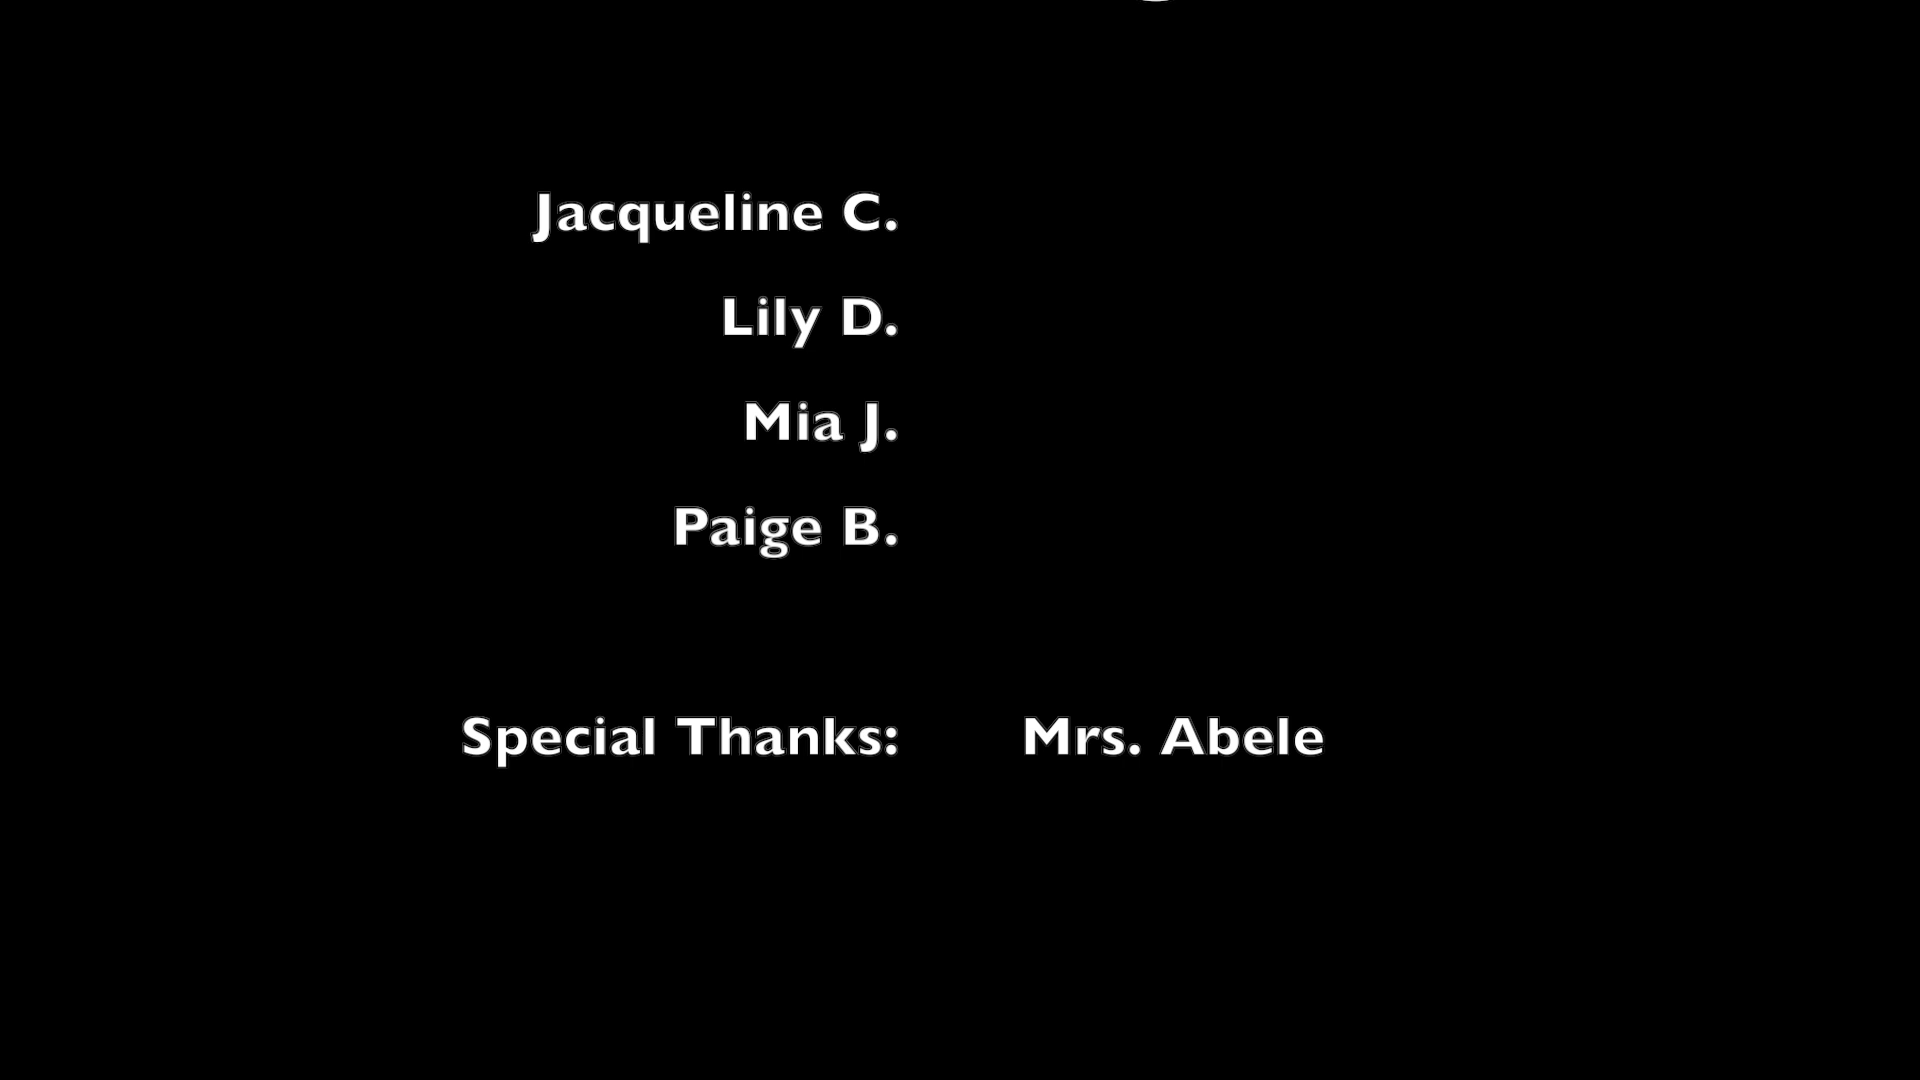 Jacqueline C.
Lily D.
Mia J.
Paige B.
Special Thanks: Mrs. Abele